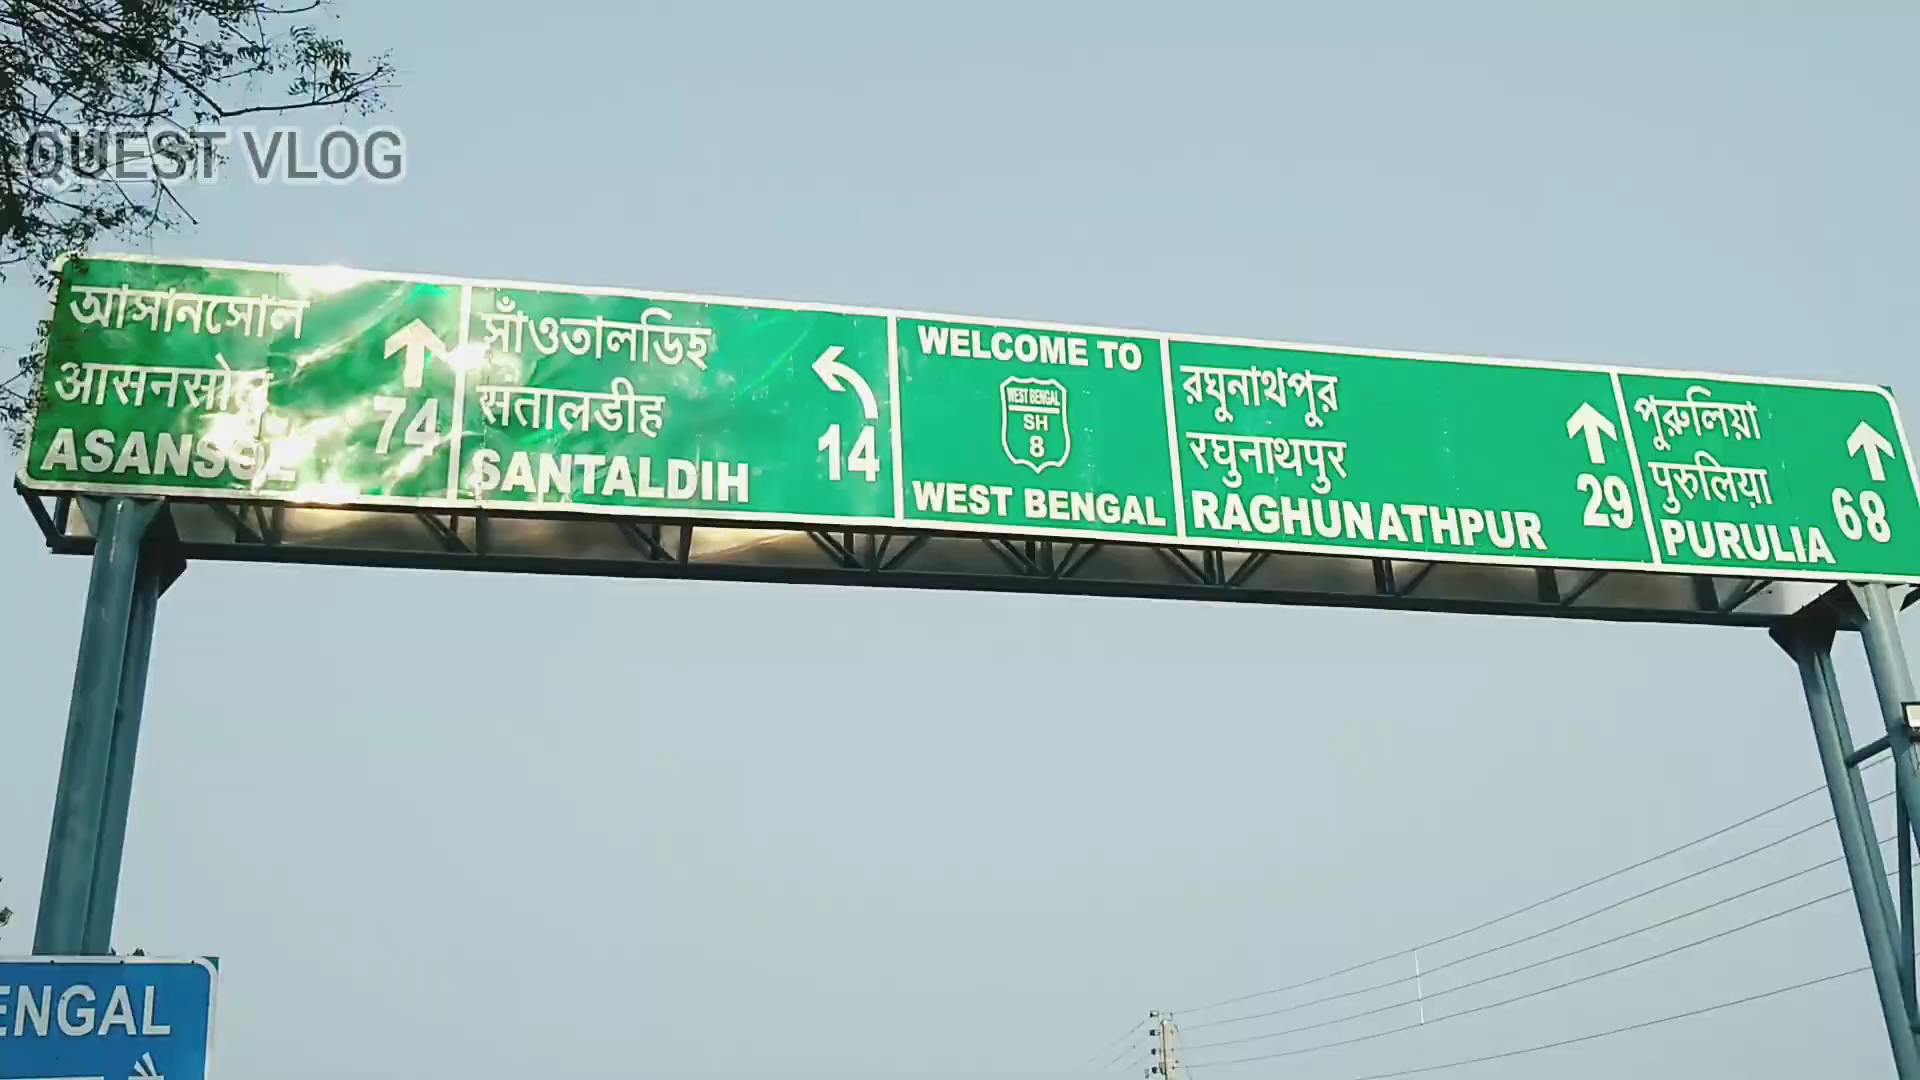 QUEST VLOG
আসানসোল
आसनसोल
ASANSOL
74
সাঁওতালডিহি
संतालडीह
SANTALDIH
14
WELCOME TO
WEST BENGAL
SH
8
WEST BENGAL
রঘুনাথপুর
रघुनाथपुर
RAGHUNATHPUR
29
পুরুলিয়া
पुरुलिया
PURULIA
68
ENGAL